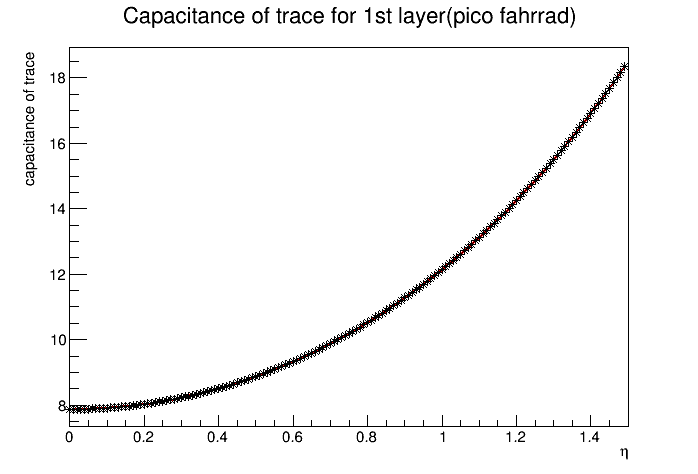 Capacitance of trace for 1st layer(pico fahrrad)
capacitance of trace
18
16
14
12
10
8
0 0.2 0.4 0.6 0.8 1 1.2 1.4
η